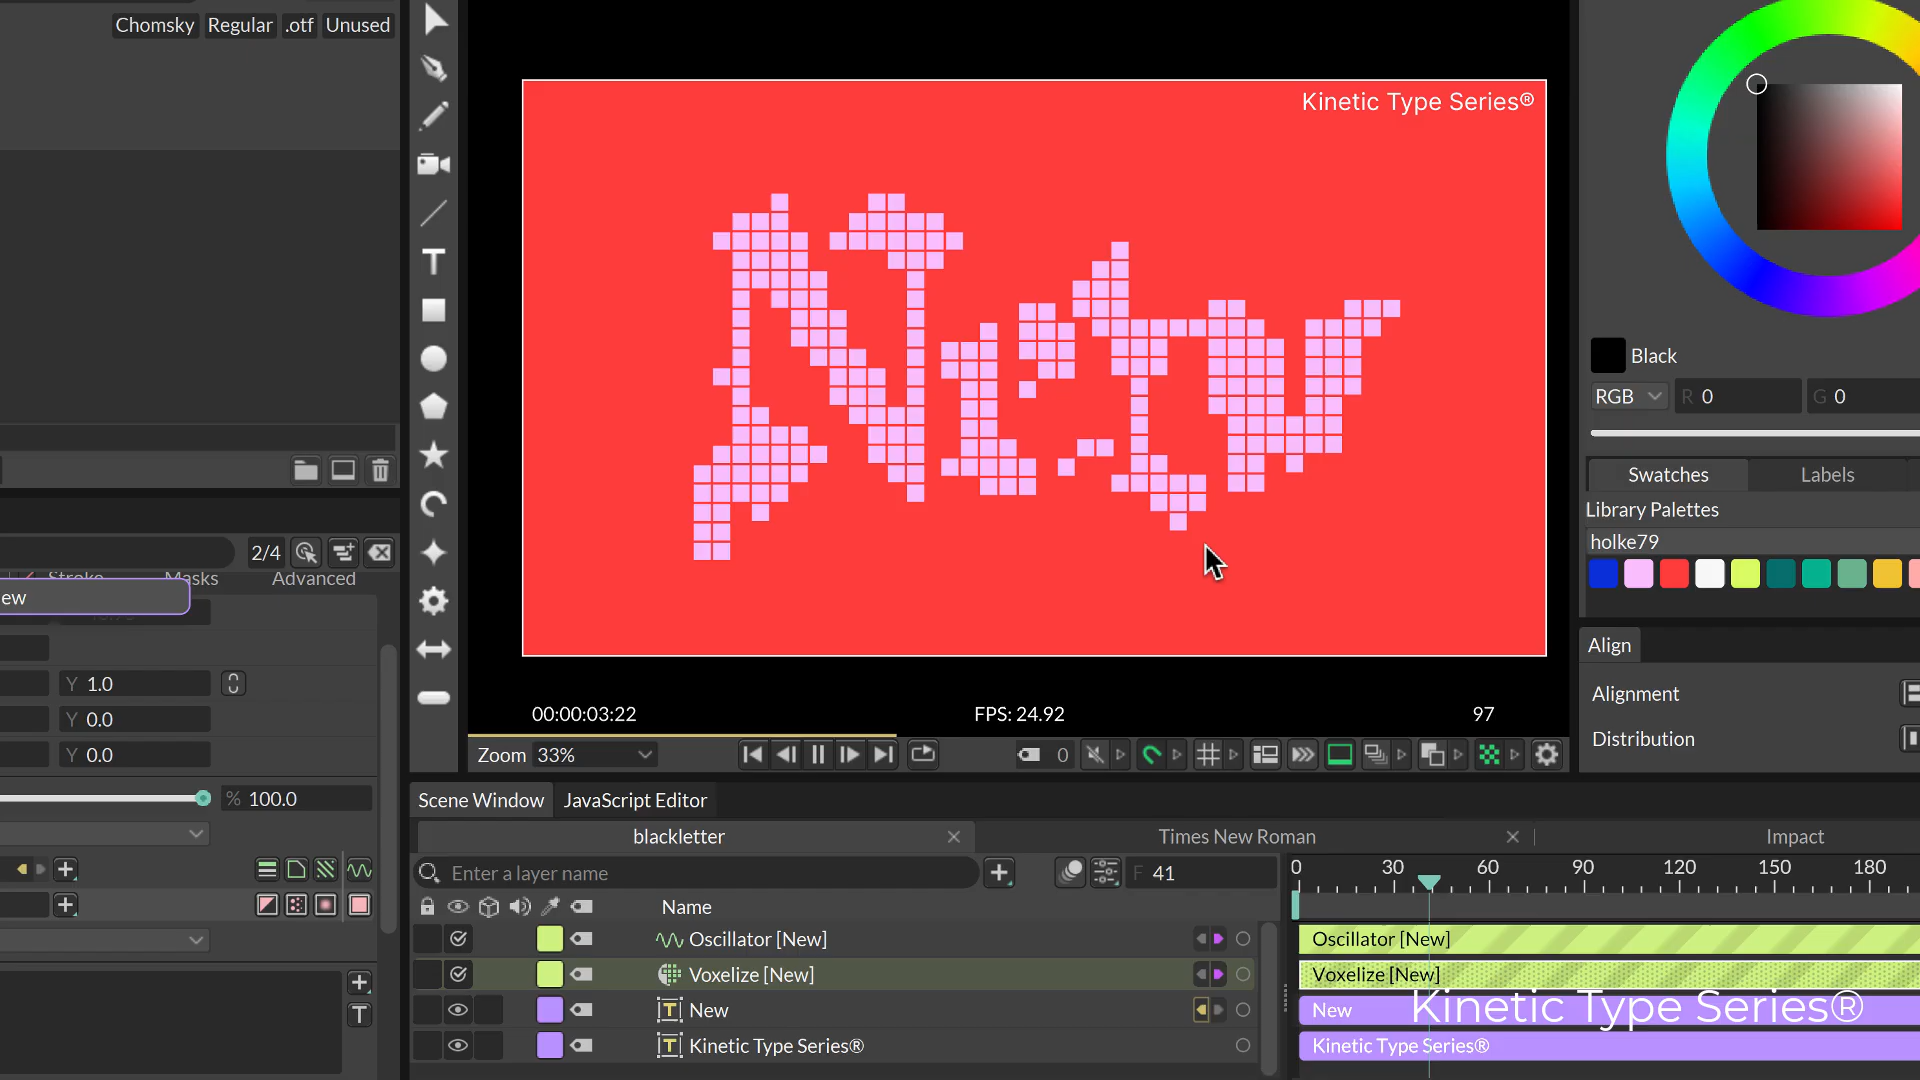 Chomsky Regular .otf Unused
Kinetic Type Series®
New
Black
RGB R 0 G 0
Swatches Labels
Library Palettes
holke79
2/4
Stroke Masks Advanced
ew
Align
Y 1.0
Alignment
Y 0.0
00:00:03:22 FPS: 24.92 97
Distribution
Y 0.0
Zoom 33% 0
% 100.0
Scene Window JavaScript Editor
blackletter Times New Roman Impact
Enter a layer name F 41
0 30 60 90 120 150 180
Name
Oscillator [New] Oscillator [New]
Voxelize [New] Voxelize [New]
New New Kinetic Type Series®
Kinetic Type Series® Kinetic Type Series®